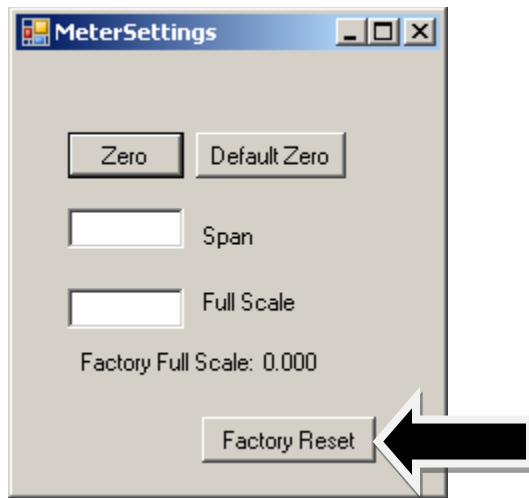 MeterSettings
Zero
Default Zero
Span
Full Scale
Factory Full Scale: 0.000
Factory Reset